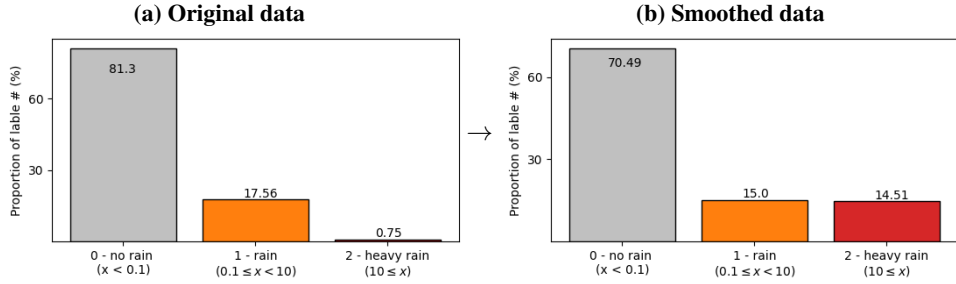 (a) Original data
Proportion of lable # (%)
60
30
81.3
17.56
0.75
0 - no rain
(x < 0.1)
1 - rain
(0.1 ≤ x < 10)
2 - heavy rain
(10 ≤ x)
→
(b) Smoothed data
Proportion of lable # (%)
60
30
70.49
15.0
14.51
0 - no rain
(x < 0.1)
1 - rain
(0.1 ≤ x < 10)
2 - heavy rain
(10 ≤ x)